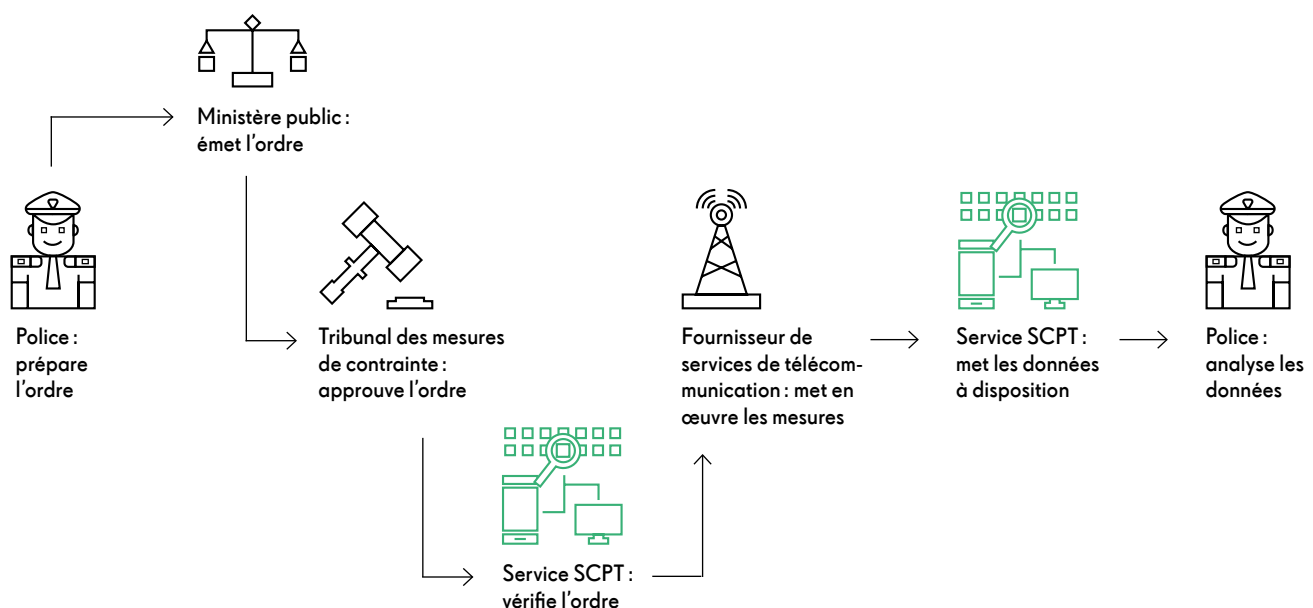 Ministère public :
émet l’ordre
Police :
prépare
l’ordre
Tribunal des mesures
de contrainte :
approuve l’ordre
Service SCPT :
vérifie l’ordre
Fournisseur de
services de télécom-
munication : met en
œuvre les mesures
Service SCPT :
met les données
à disposition
Police :
analyse les
données